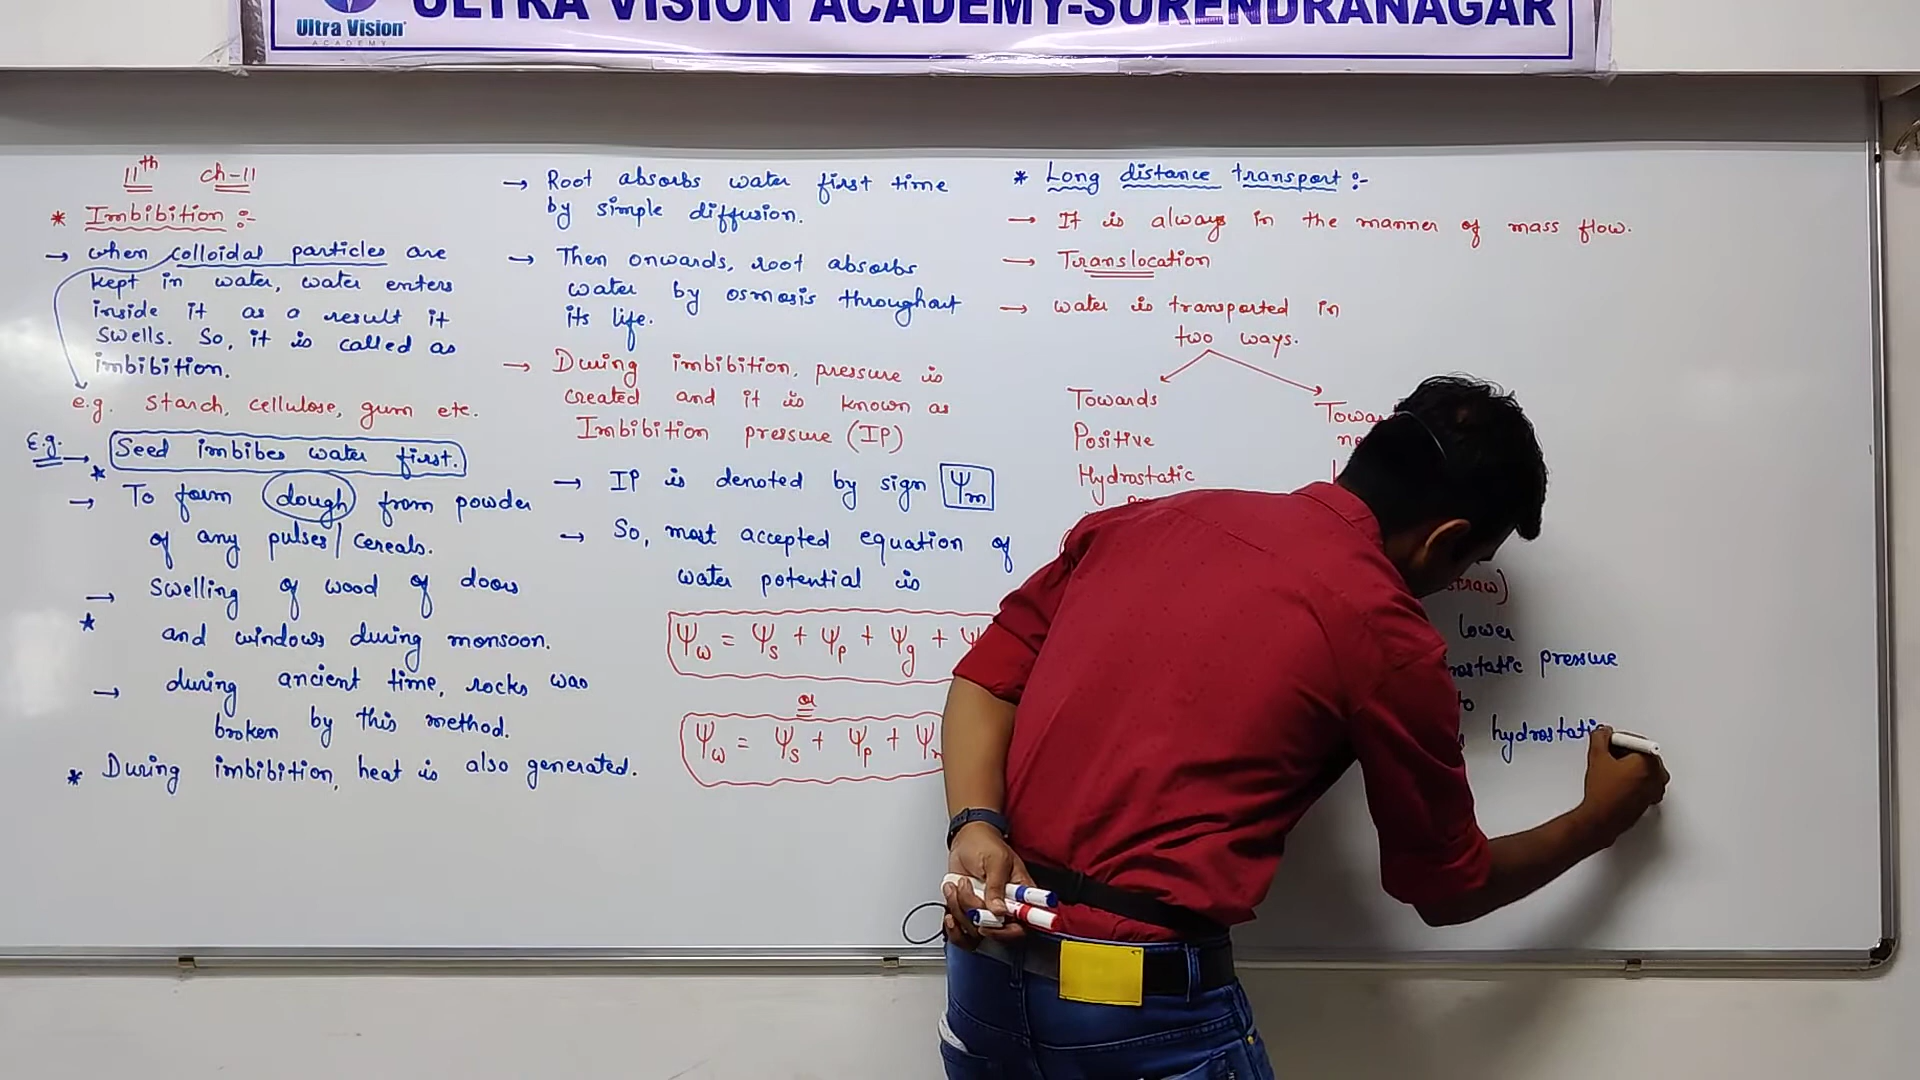 ULTRA VISION ACADEMY-SURENDRANAGAR
Ultra Vision
ACADEMY
11th ch-11
* Imbibition :-
→ when colloidal particles are
kept in water, water enters
inside it as a result it
swells. So, it is called as
imbibition.
e.g. Starch, cellulose, gum etc.
E.g. → Seed imbibes water first.
* → To form dough from powder
of any pulses/cereals.
→ swelling of wood of doors
* and windows during monsoon.
→ during ancient time, rocks was
broken by this method.
* During imbibition, heat is also generated.
→ Root absorbs water first time
by simple diffusion.
→ Then onwards, root absorbs
water by osmosis throughout
its life.
→ During imbibition, pressure is
created and it is known as
Imbibition pressure (IP)
→ IP is denoted by sign Ψm
→ So, most accepted equation of
water potential is
Ψw = Ψs + Ψp + Ψg +
or
Ψw = Ψs + Ψp + Ψm
* Long distance transport :-
→ It is always in the manner of mass flow.
→ Translocation
→ water is transported in
two ways.
Towards
Positive
Hydrostatic
straw)
lower
pressure
to
hydrostatic